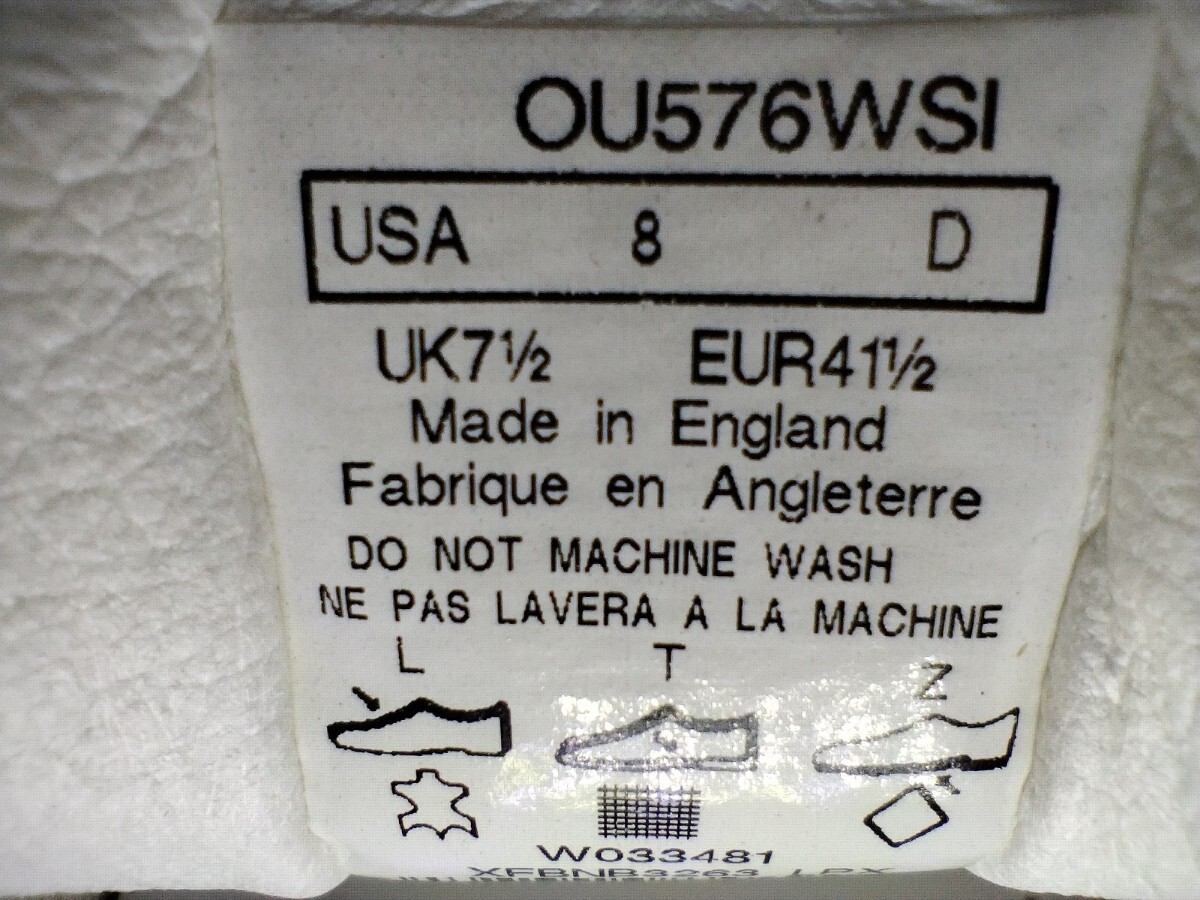 OU576WSI
USA 8 D
UK7½ EUR41½
Made in England
Fabrique en Angleterre
DO NOT MACHINE WASH
NE PAS LAVERA A LA MACHINE
L T Z
W033481